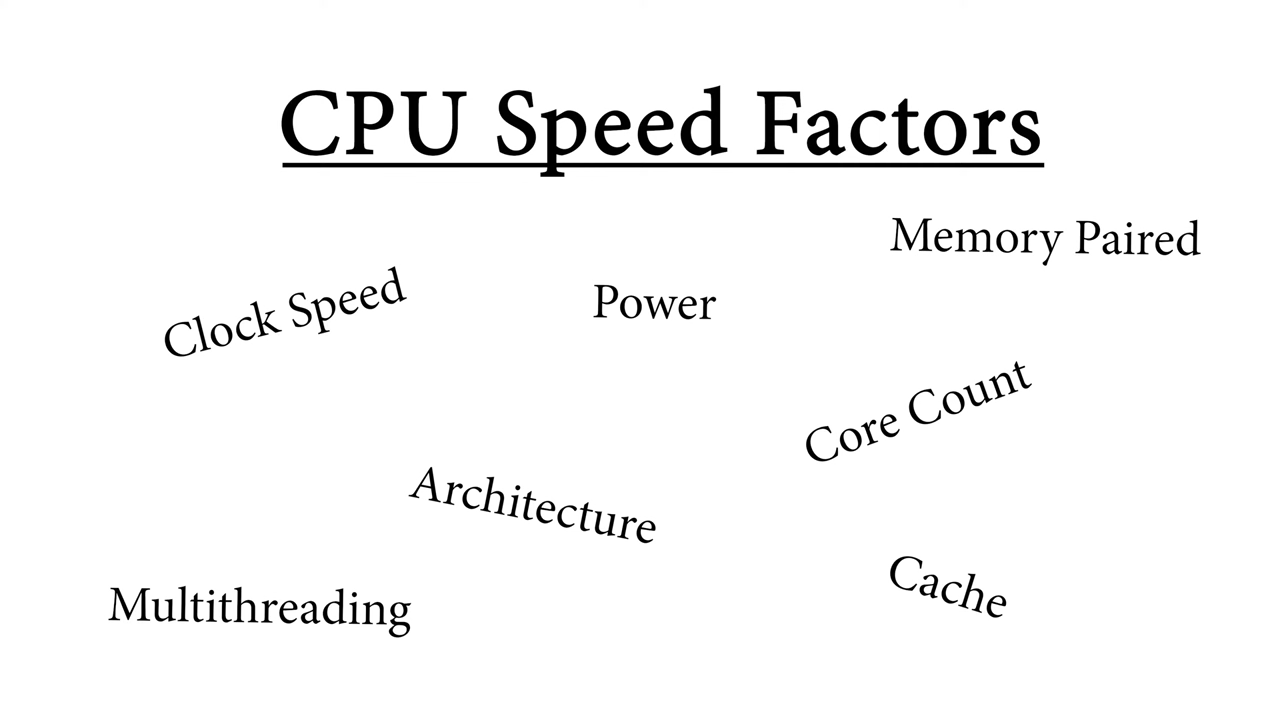 CPU Speed Factors
Memory Paired
Clock Speed
Power
Core Count
Architecture
Cache
Multithreading